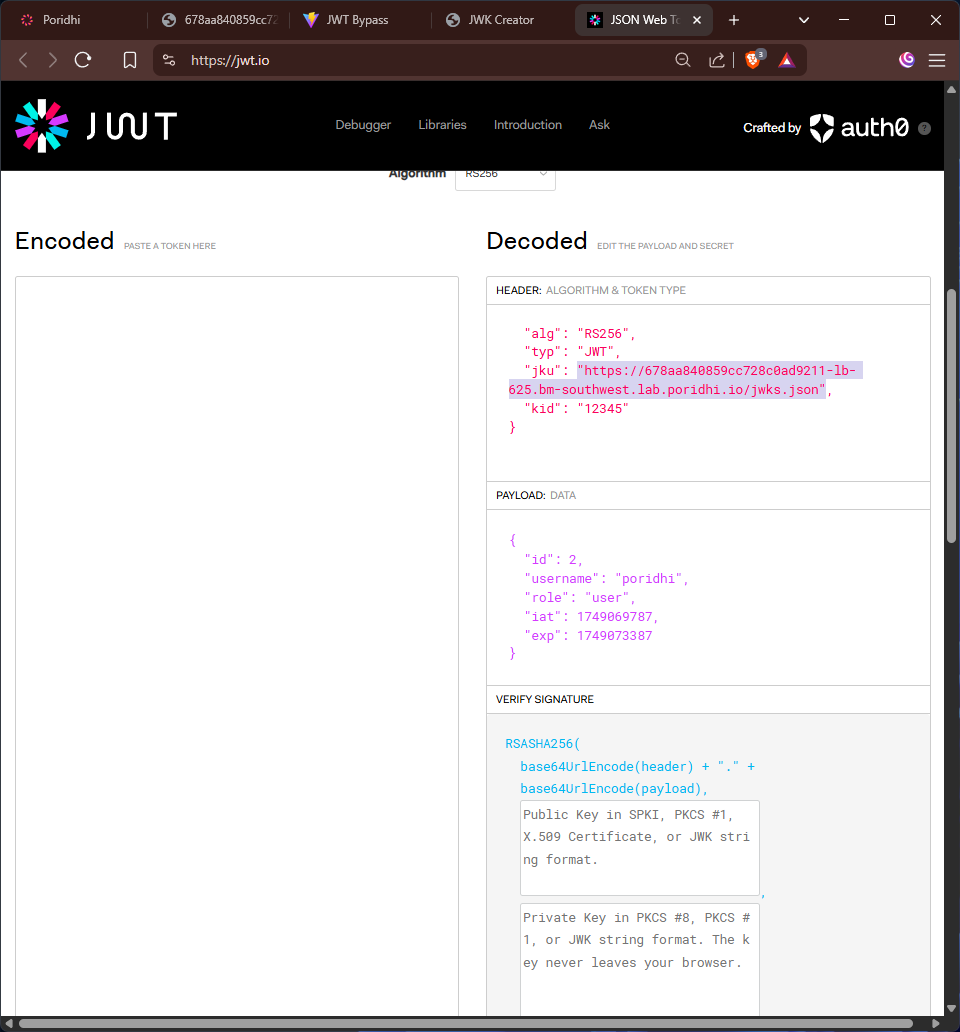 Poridhi
678aa840859cc72
JWT Bypass
JWK Creator
JSON Web To
https://jwt.io
3
JWT
Debugger
Libraries
Introduction
Ask
Crafted by
auth0
?
Algorithm
RS256
Encoded PASTE A TOKEN HERE
Decoded EDIT THE PAYLOAD AND SECRET
HEADER: ALGORITHM & TOKEN TYPE
"alg": "RS256",
"typ": "JWT",
"jku": "https://678aa840859cc728c0ad9211-lb-
625.bm-southwest.lab.poridhi.io/jwks.json",
"kid": "12345"
}
PAYLOAD: DATA
{
"id": 2,
"username": "poridhi",
"role": "user",
"iat": 1749069787,
"exp": 1749073387
}
VERIFY SIGNATURE
RSASHA256(
base64UrlEncode(header) + "." +
base64UrlEncode(payload),
Public Key in SPKI, PKCS #1,
X.509 Certificate, or JWK stri
ng format.
,
Private Key in PKCS #8, PKCS #
1, or JWK string format. The k
ey never leaves your browser.